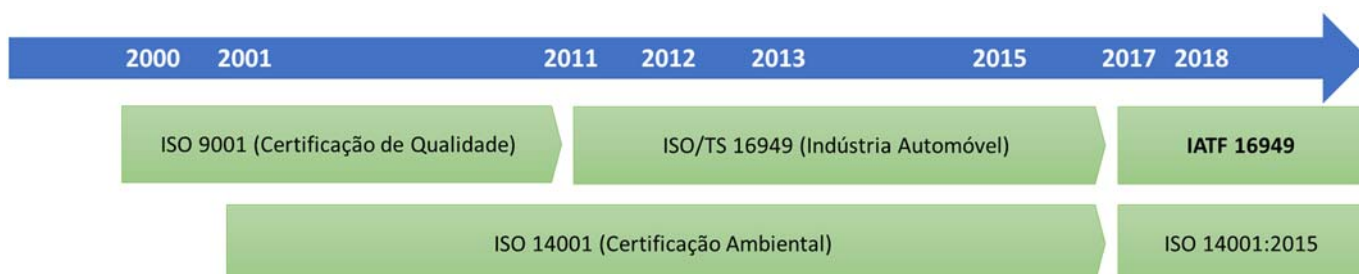 2000 2001 2011 2012 2013 2015 2017 2018
ISO 9001 (Certificação de Qualidade) ISO/TS 16949 (Indústria Automóvel) IATF 16949
ISO 14001 (Certificação Ambiental) ISO 14001:2015